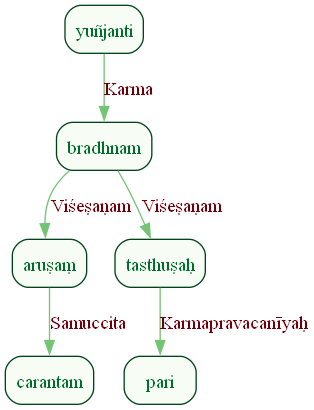 yuñjanti
Karma
bradhnam
Viśeṣaṇam Viśeṣaṇam
aruṣaṃ tasthuṣaḥ
Samuccita Karmapravacanīyaḥ
carantam pari